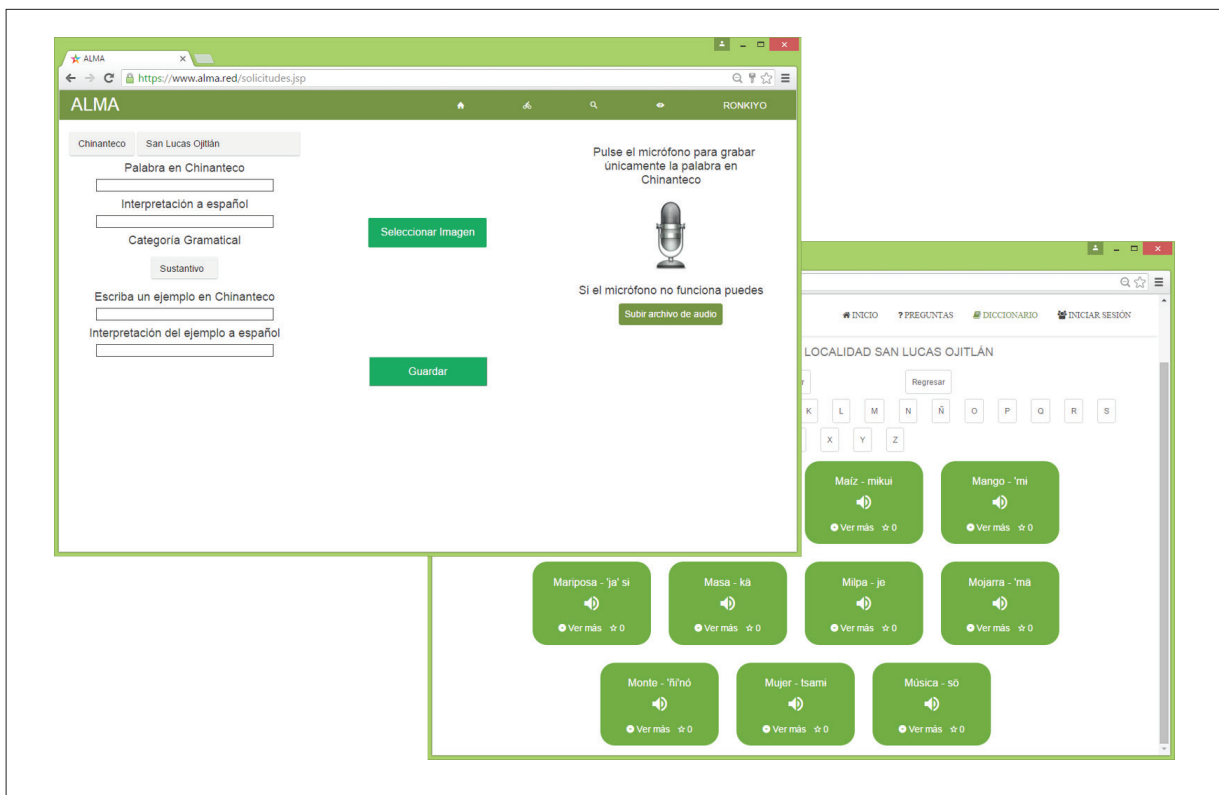 ALMA
https://www.alma.red/solicitudes.jsp
ALMA
RONKIYO
Chinanteco San Lucas Ojitlán
Palabra en Chinanteco
Interpretación a español
Categoría Gramatical
Sustantivo
Escriba un ejemplo en Chinanteco
Interpretación del ejemplo a español
Seleccionar Imagen
Guardar
Pulse el micrófono para grabar
únicamente la palabra en
Chinanteco
Si el micrófono no funciona puedes
Subir archivo de audio
INICIO ? PREGUNTAS DICCIONARIO INICIAR SESIÓN
LOCALIDAD SAN LUCAS OJITLÁN
r Regresar
K L M N Ñ O P Q R S
X Y Z
Maíz - mikui Mango - 'mi
Ver más 0 Ver más 0
Mariposa - 'ja' si Masa - kä Milpa - je Mojarra - 'mä
Ver más 0 Ver más 0 Ver más 0 Ver más 0
Monte - 'ñi'nó Mujer - tsami Música - sö
Ver más 0 Ver más 0 Ver más 0